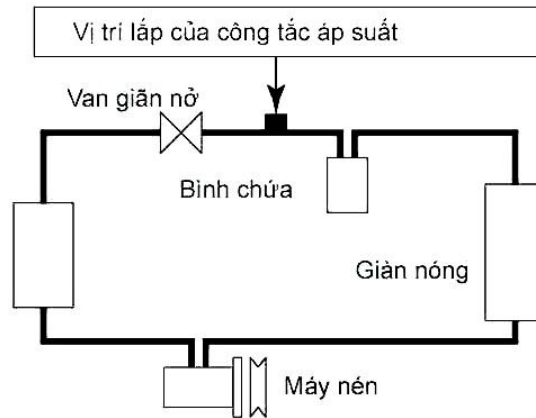 Vị trí lắp của công tắc áp suất
Van giãn nở
Bình chứa
Giàn nóng
Máy nén